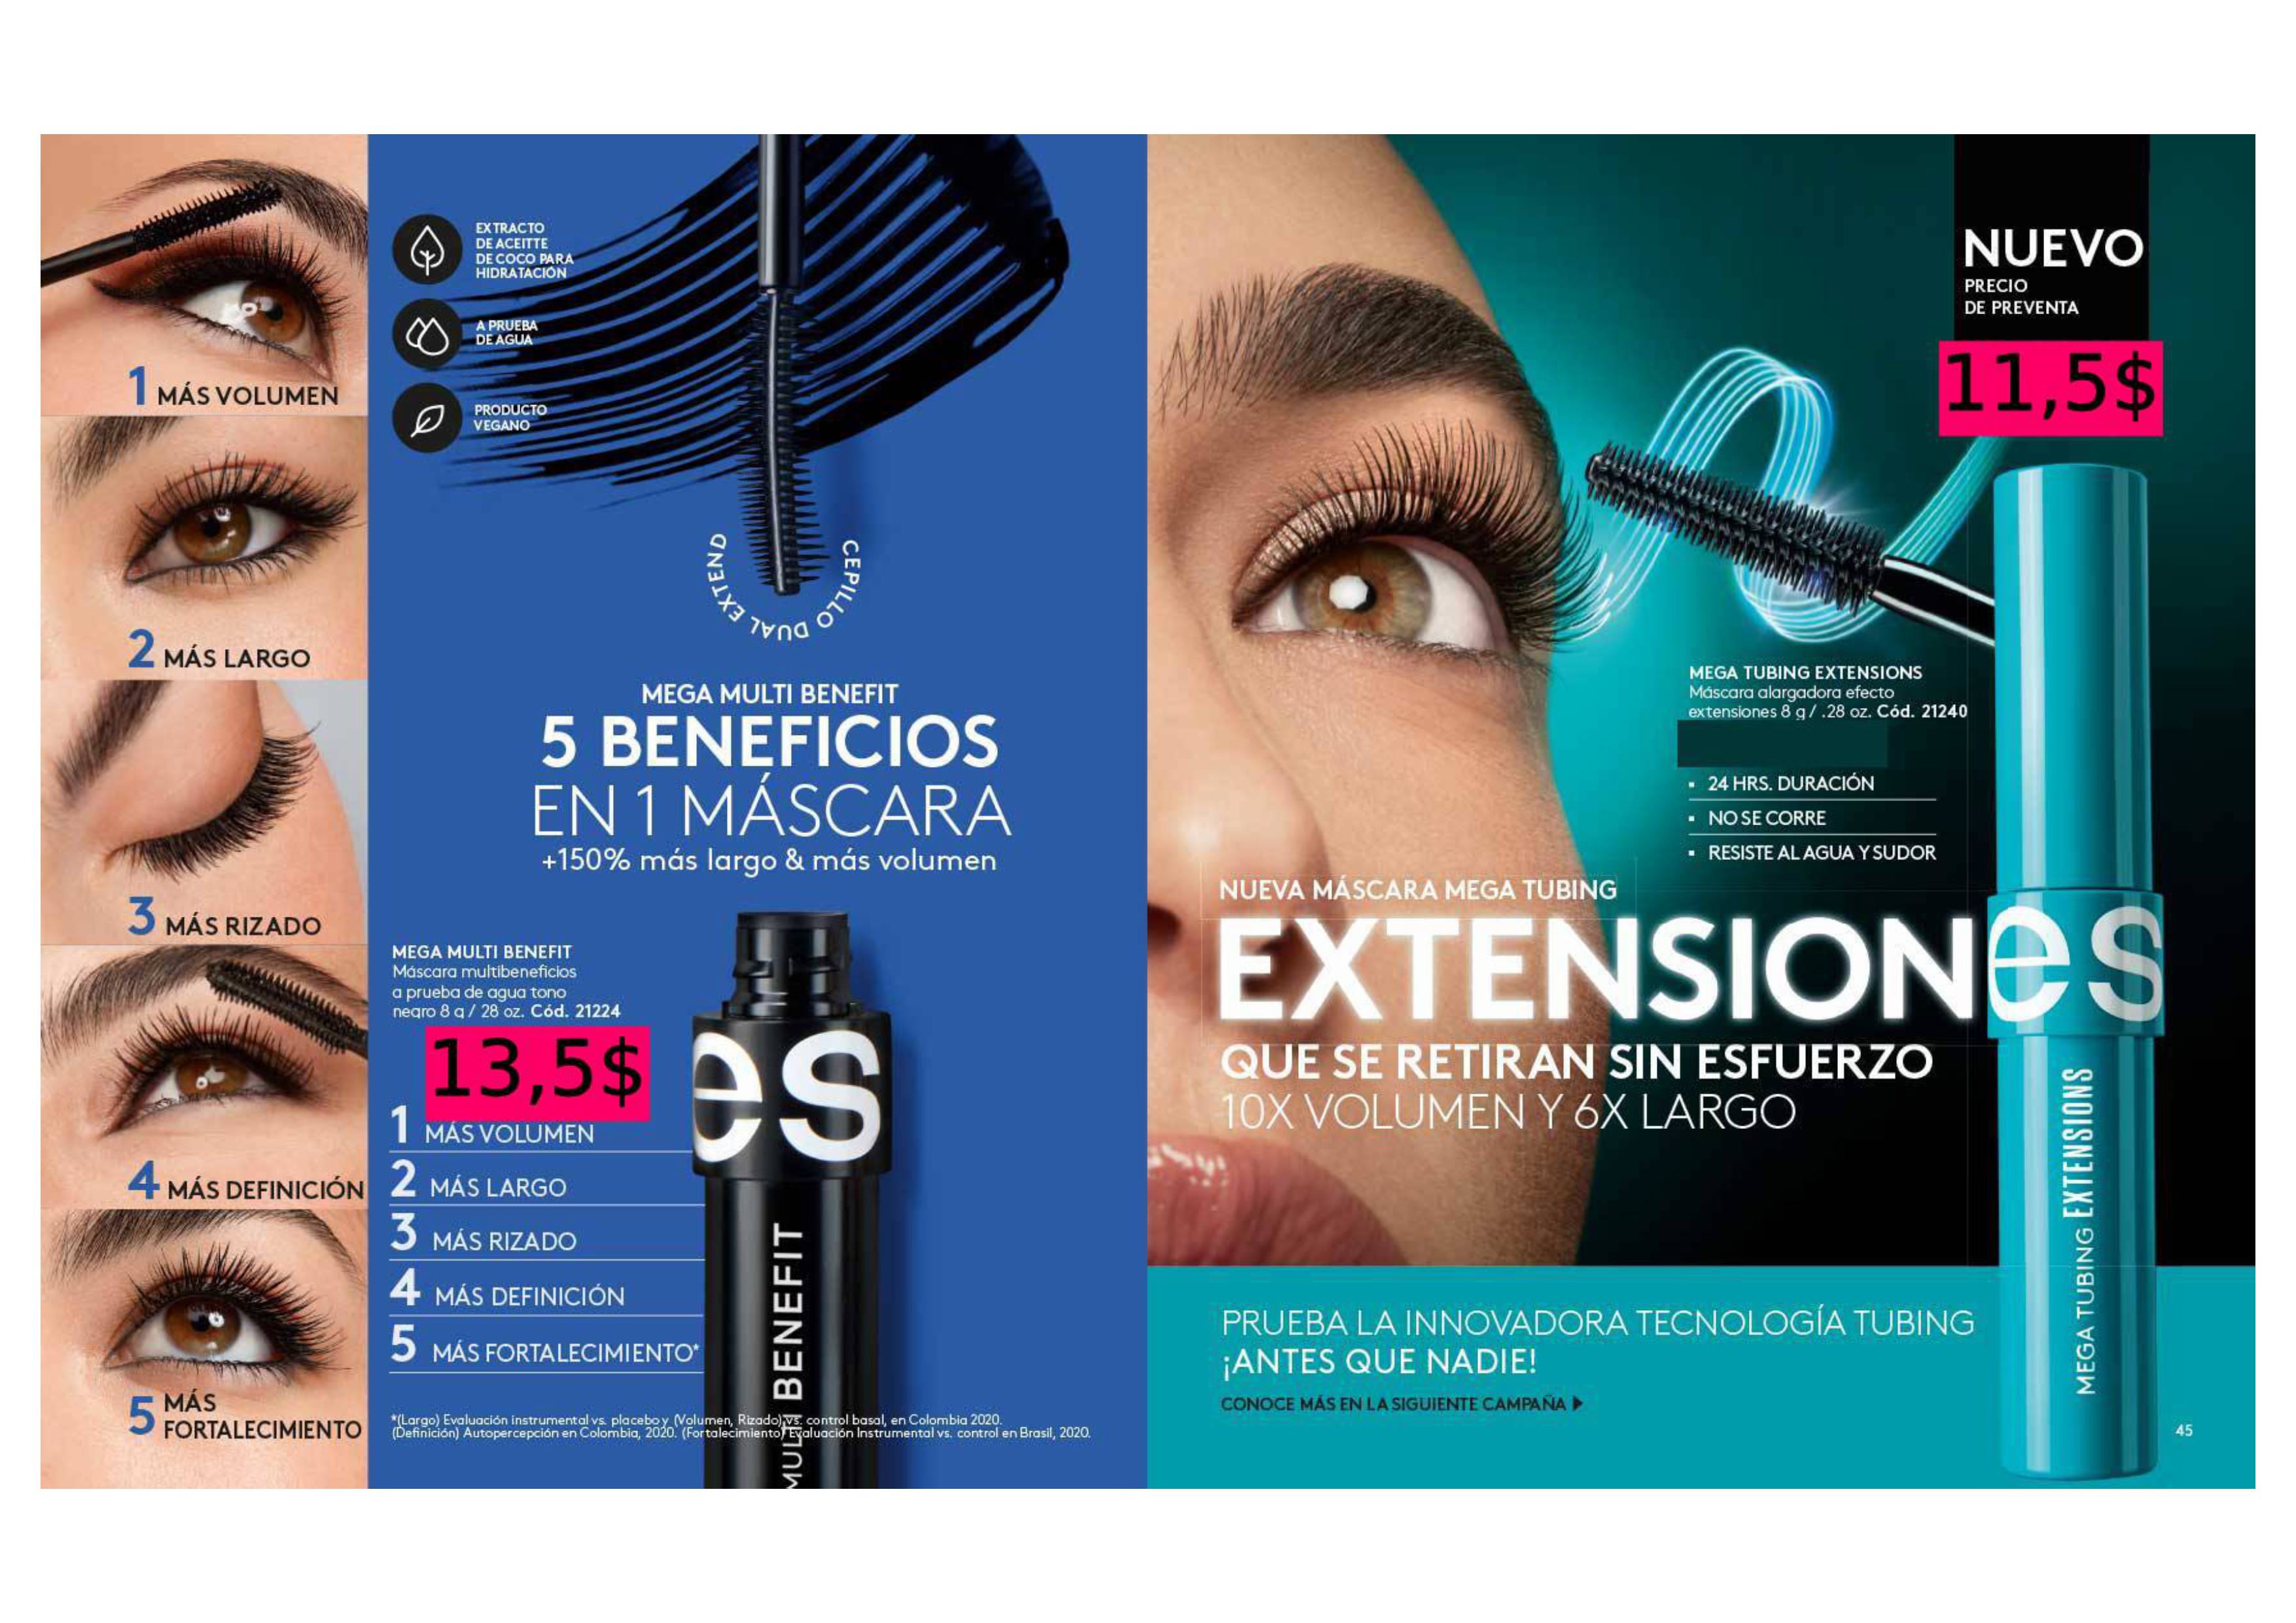 1 MÁS VOLUMEN
2 MÁS LARGO
3 MÁS RIZADO
4 MÁS DEFINICIÓN
5 MÁS
FORTALECIMIENTO
EXTRACTO
DE ACEITTE
DE COCO PARA
HIDRATACIÓN
A PRUEBA
DE AGUA
PRODUCTO
VEGANO
CEPILLO DUAL EXTEND
MEGA MULTI BENEFIT
5 BENEFICIOS
EN 1 MÁSCARA
+150% más largo & más volumen
MEGA MULTI BENEFIT
Máscara multibeneficios
a prueba de agua tono
negro 8 g / 28 oz. Cód. 21224
13,5$
1 MÁS VOLUMEN
2 MÁS LARGO
3 MÁS RIZADO
4 MÁS DEFINICIÓN
5 MÁS FORTALECIMIENTO*
es
MULTI BENEFIT
*(Largo) Evaluación instrumental vs. placebo y (Volumen, Rizado) vs. control basal, en Colombia 2020.
(Definición) Autopercepción en Colombia, 2020. (Fortalecimiento) Evaluación Instrumental vs. control en Brasil, 2020.
NUEVO
PRECIO
DE PREVENTA
11,5$
MEGA TUBING EXTENSIONS
Máscara alargadora efecto
extensiones 8 g / .28 oz. Cód. 21240
▪ 24 HRS. DURACIÓN
▪ NO SE CORRE
▪ RESISTE AL AGUA Y SUDOR
NUEVA MÁSCARA MEGA TUBING
EXTENSIONes
QUE SE RETIRAN SIN ESFUERZO
10X VOLUMEN Y 6X LARGO
MEGA TUBING EXTENSIONS
PRUEBA LA INNOVADORA TECNOLOGÍA TUBING
¡ANTES QUE NADIE!
CONOCE MÁS EN LA SIGUIENTE CAMPAÑA
45